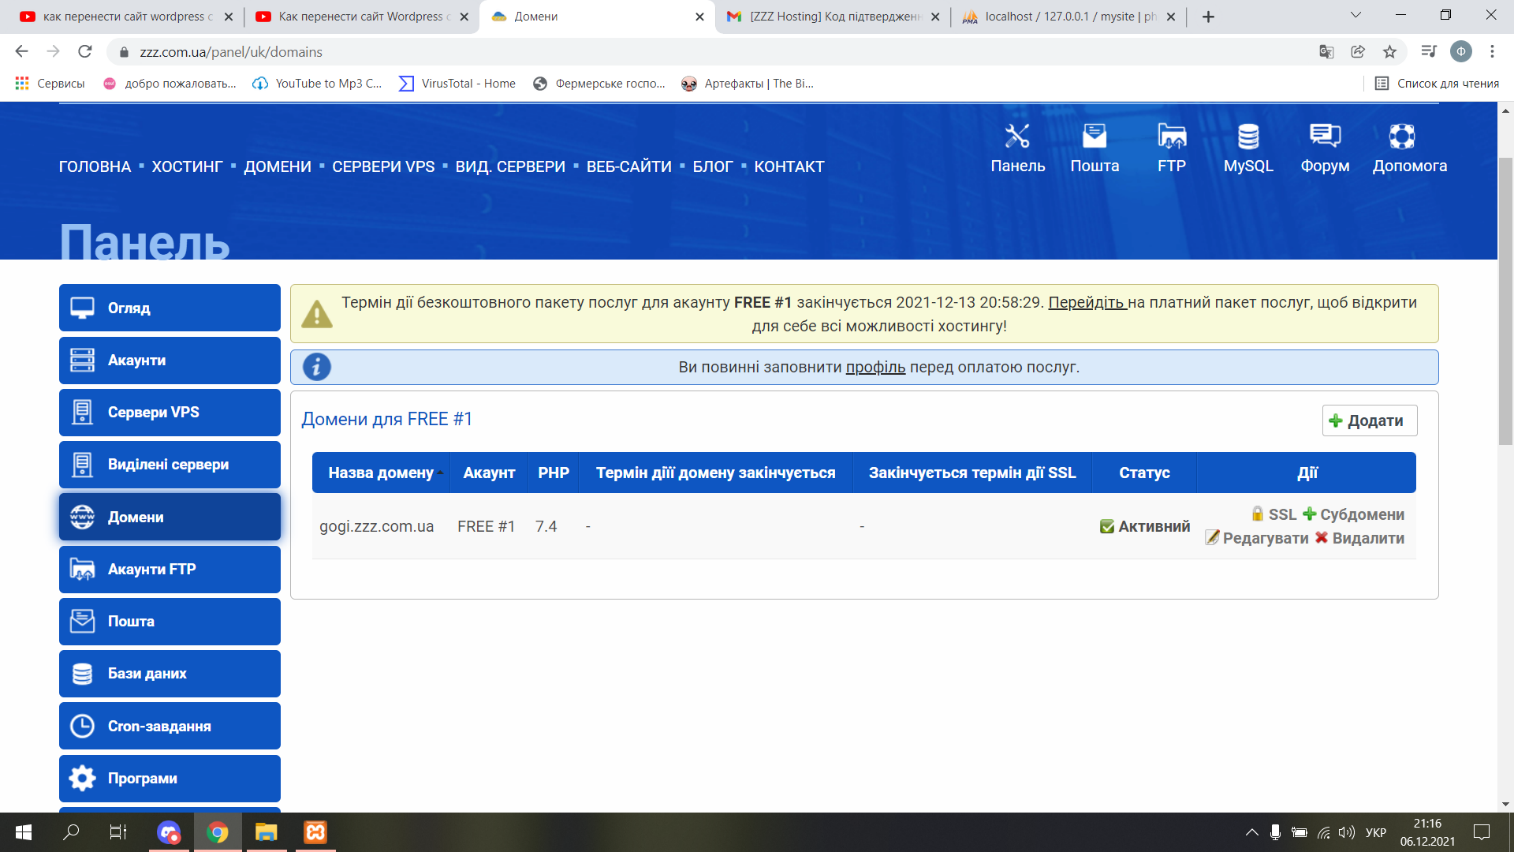 как перенести сайт wordpress с
Как перенести сайт Wordpress с
Домени
[ZZZ Hosting] Код підтверджен
localhost / 127.0.0.1 / mysite | ph
zzz.com.ua/panel/uk/domains
Ф
Сервисы
добро пожаловать...
YouTube to Mp3 C...
VirusTotal - Home
Фермерське госпо...
Артефакты | The Bi...
Список для чтения
ГОЛОВНА ХОСТИНГ ДОМЕНИ СЕРВЕРИ VPS ВИД. СЕРВЕРИ ВЕБ-САЙТИ БЛОГ КОНТАКТ
Панель Пошта FTP MySQL Форум Допомога
Панель
Огляд
Акаунти
Сервери VPS
Виділені сервери
Домени
Акаунти FTP
Пошта
Бази даних
Cron-завдання
Програми
Термін дії безкоштовного пакету послуг для акаунту FREE #1 закінчується 2021-12-13 20:58:29. Перейдіть на платний пакет послуг, щоб відкрити
для себе всі можливості хостингу!
Ви повинні заповнити профіль перед оплатою послуг.
Домени для FREE #1
Додати
Назва домену Акаунт PHP Термін діїї домену закінчується Закінчується термін дії SSL Статус Дії
gogi.zzz.com.ua FREE #1 7.4 - - Активний
SSL Субдомени
Редагувати Видалити
УКР
21:16
06.12.2021